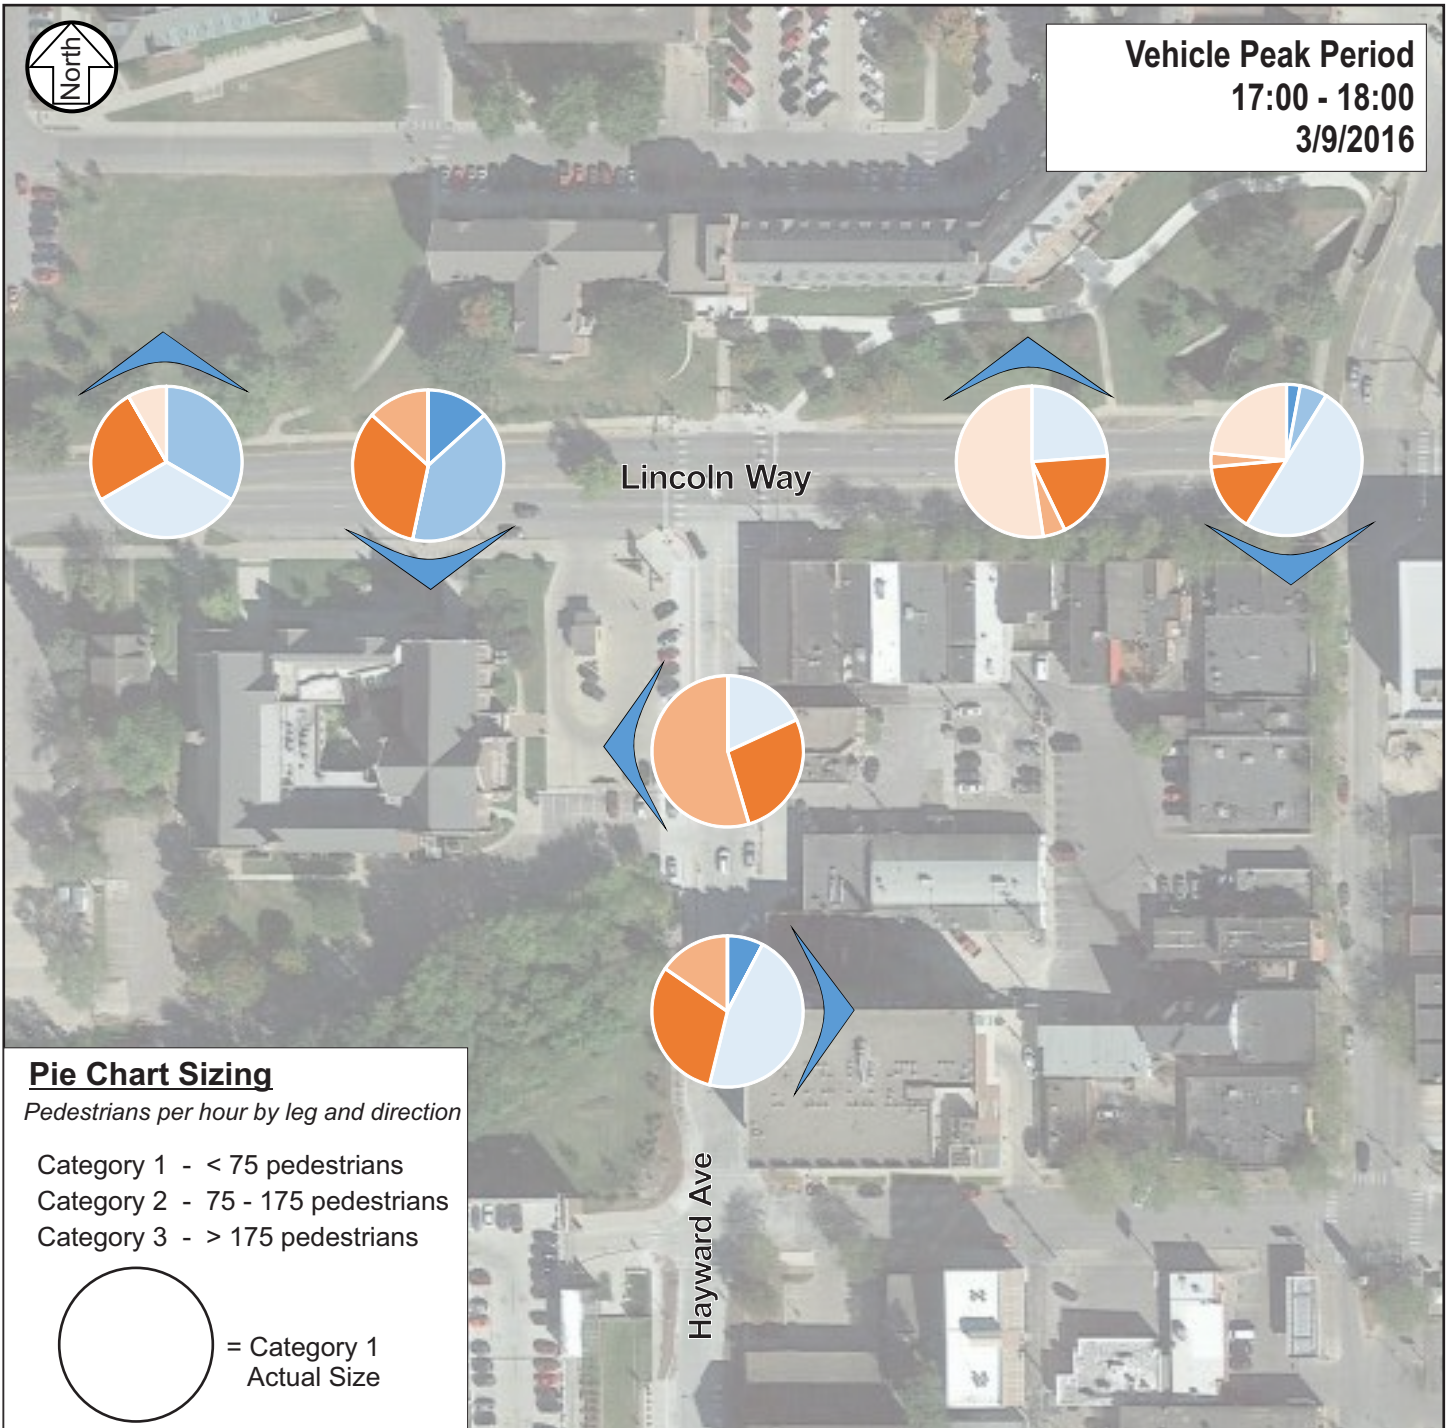 North
Vehicle Peak Period
17:00 - 18:00
3/9/2016
Lincoln Way
Hayward Ave
Pie Chart Sizing
Pedestrians per hour by leg and direction
Category 1 - < 75 pedestrians
Category 2 - 75 - 175 pedestrians
Category 3 - > 175 pedestrians
= Category 1
Actual Size